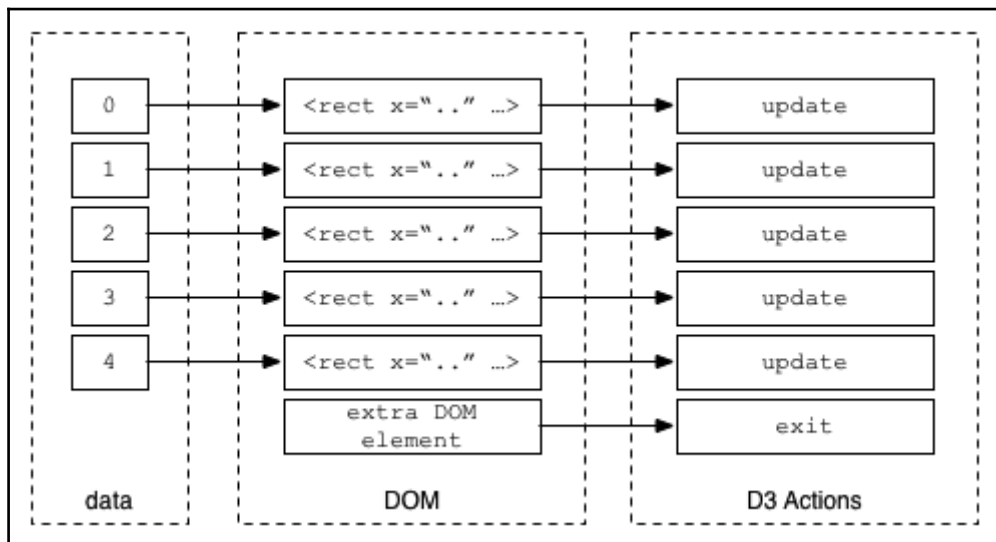 0 <rect x=“..” …> update
1 <rect x=“..” …> update
2 <rect x=“..” …> update
3 <rect x=“..” …> update
4 <rect x=“..” …> update
extra DOM
element
exit
data DOM D3 Actions